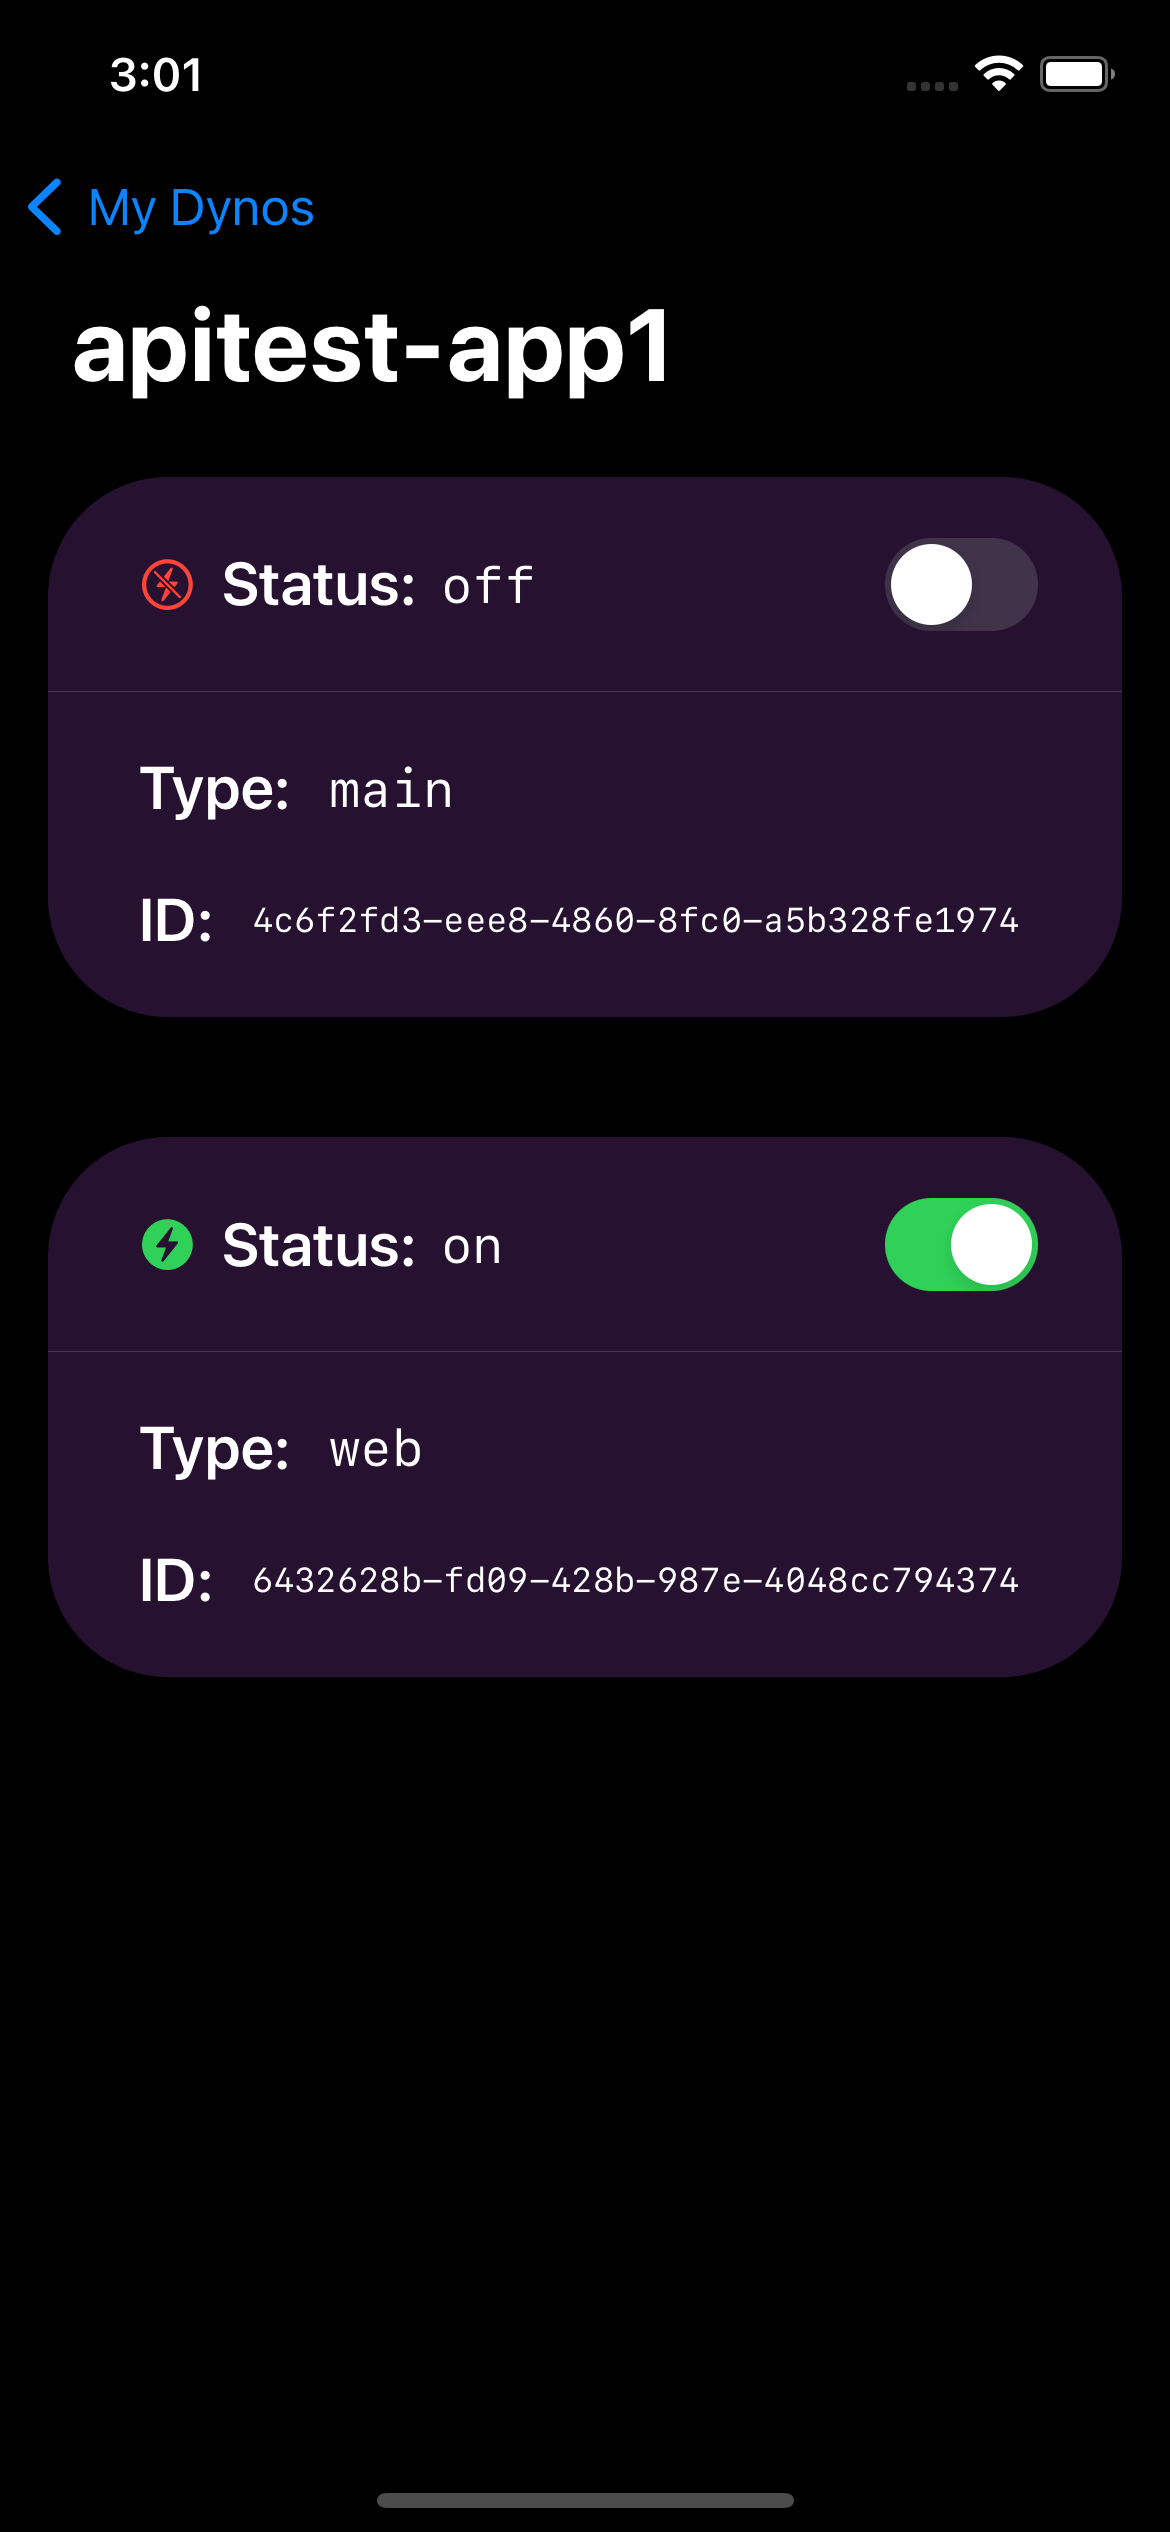 3:01
My Dynos
apitest-app1
Status: off
Type: main
ID: 4c6f2fd3-eee8-4860-8fc0-a5b328fe1974
Status: on
Type: web
ID: 6432628b-fd09-428b-987e-4048cc794374